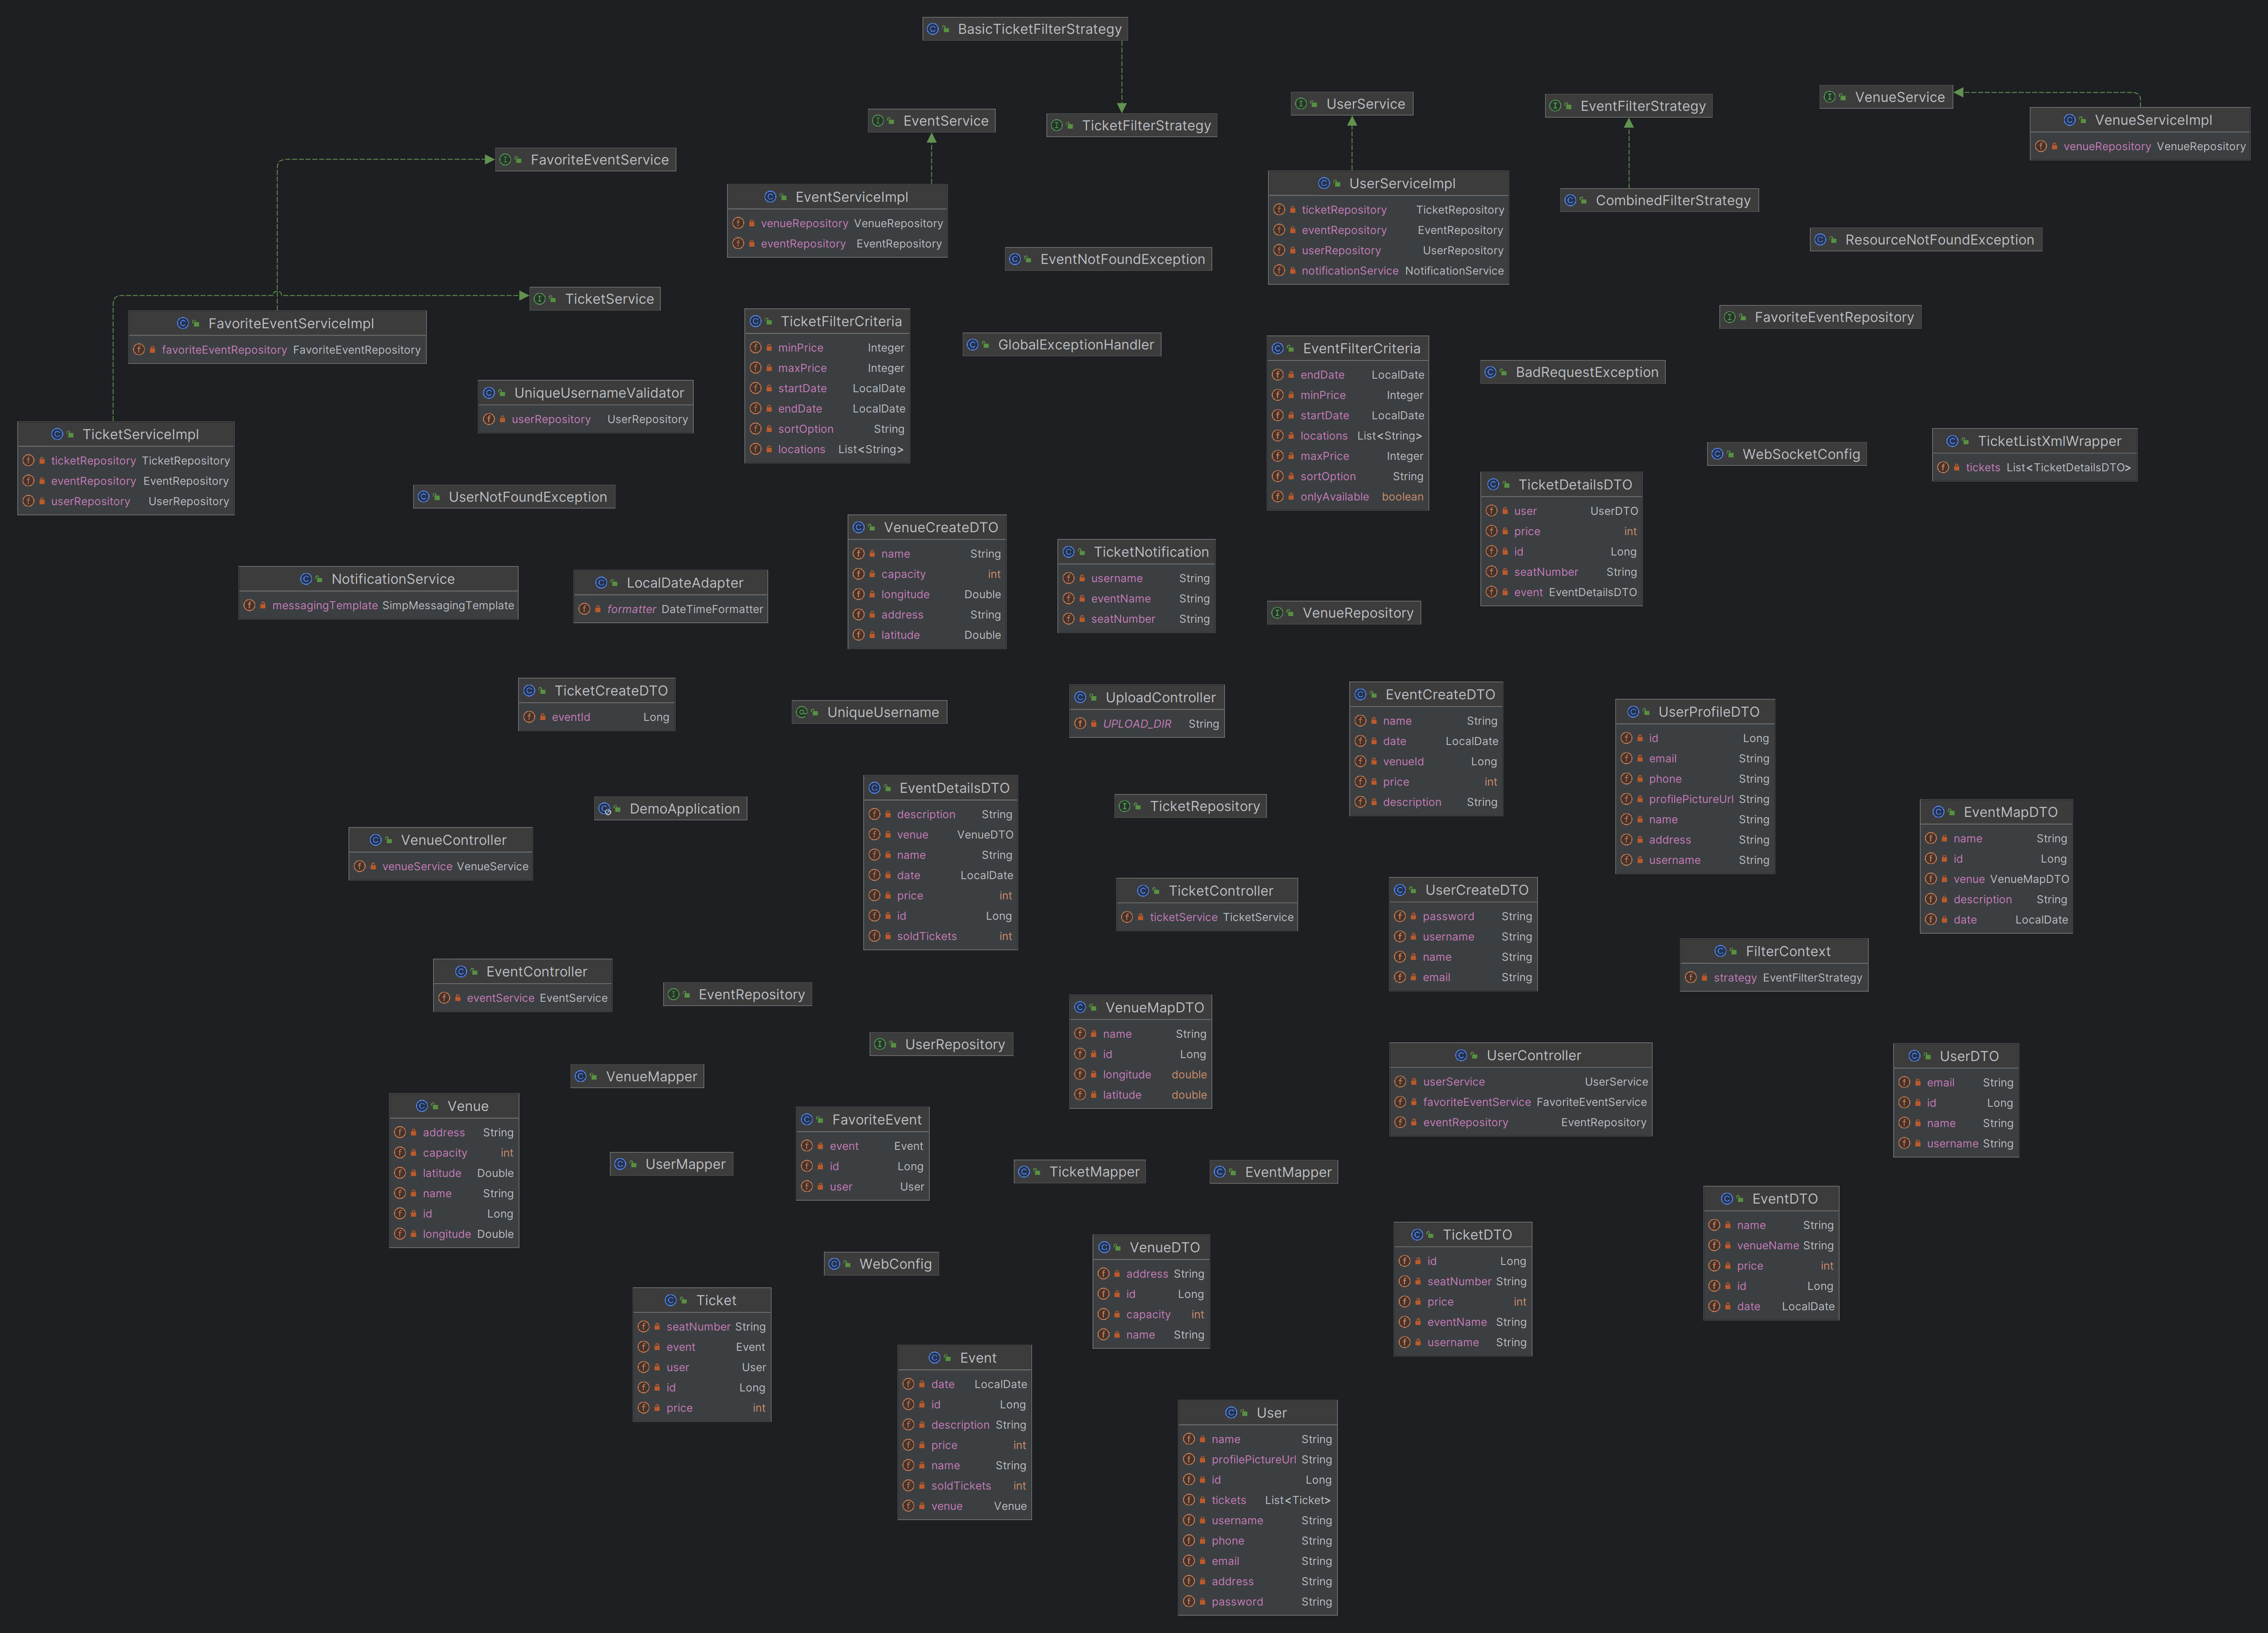 BasicTicketFilterStrategy
TicketFilterStrategy
EventService
UserService
EventFilterStrategy
VenueService
VenueServiceImpl
venueRepository VenueRepository
FavoriteEventService
EventServiceImpl
venueRepository VenueRepository
eventRepository EventRepository
UserServiceImpl
ticketRepository TicketRepository
eventRepository EventRepository
userRepository UserRepository
notificationService NotificationService
CombinedFilterStrategy
ResourceNotFoundException
EventNotFoundException
TicketService
FavoriteEventServiceImpl
favoriteEventRepository FavoriteEventRepository
TicketFilterCriteria
minPrice Integer
maxPrice Integer
startDate LocalDate
endDate LocalDate
sortOption String
locations List<String>
GlobalExceptionHandler
EventFilterCriteria
endDate LocalDate
minPrice Integer
startDate LocalDate
locations List<String>
maxPrice Integer
sortOption String
onlyAvailable boolean
FavoriteEventRepository
BadRequestException
UniqueUsernameValidator
userRepository UserRepository
TicketServiceImpl
ticketRepository TicketRepository
eventRepository EventRepository
userRepository UserRepository
UserNotFoundException
WebSocketConfig
TicketListXmlWrapper
tickets List<TicketDetailsDTO>
TicketDetailsDTO
user UserDTO
price int
id Long
seatNumber String
event EventDetailsDTO
VenueCreateDTO
name String
capacity int
longitude Double
address String
latitude Double
TicketNotification
username String
eventName String
seatNumber String
NotificationService
messagingTemplate SimpMessagingTemplate
LocalDateAdapter
formatter DateTimeFormatter
VenueRepository
TicketCreateDTO
eventId Long
UniqueUsername
UploadController
UPLOAD_DIR String
EventCreateDTO
name String
date LocalDate
venueId Long
price int
description String
UserProfileDTO
id Long
email String
phone String
profilePictureUrl String
name String
address String
username String
DemoApplication
EventDetailsDTO
description String
venue VenueDTO
name String
date LocalDate
price int
id Long
soldTickets int
TicketRepository
EventMapDTO
name String
id Long
venue VenueMapDTO
description String
date LocalDate
VenueController
venueService VenueService
TicketController
ticketService TicketService
UserCreateDTO
password String
username String
name String
email String
FilterContext
strategy EventFilterStrategy
EventController
eventService EventService
EventRepository
VenueMapDTO
name String
id Long
longitude double
latitude double
UserRepository
UserController
userService UserService
favoriteEventService FavoriteEventService
eventRepository EventRepository
UserDTO
email String
id Long
name String
username String
VenueMapper
Venue
address String
capacity int
latitude Double
name String
id Long
longitude Double
FavoriteEvent
event Event
id Long
user User
UserMapper
TicketMapper
EventMapper
EventDTO
name String
venueName String
price int
id Long
date LocalDate
TicketDTO
id Long
seatNumber String
price int
eventName String
username String
VenueDTO
address String
id Long
capacity int
name String
WebConfig
Ticket
seatNumber String
event Event
user User
id Long
price int
Event
date LocalDate
id Long
description String
price int
name String
soldTickets int
venue Venue
User
name String
profilePictureUrl String
id Long
tickets List<Ticket>
username String
phone String
email String
address String
password String